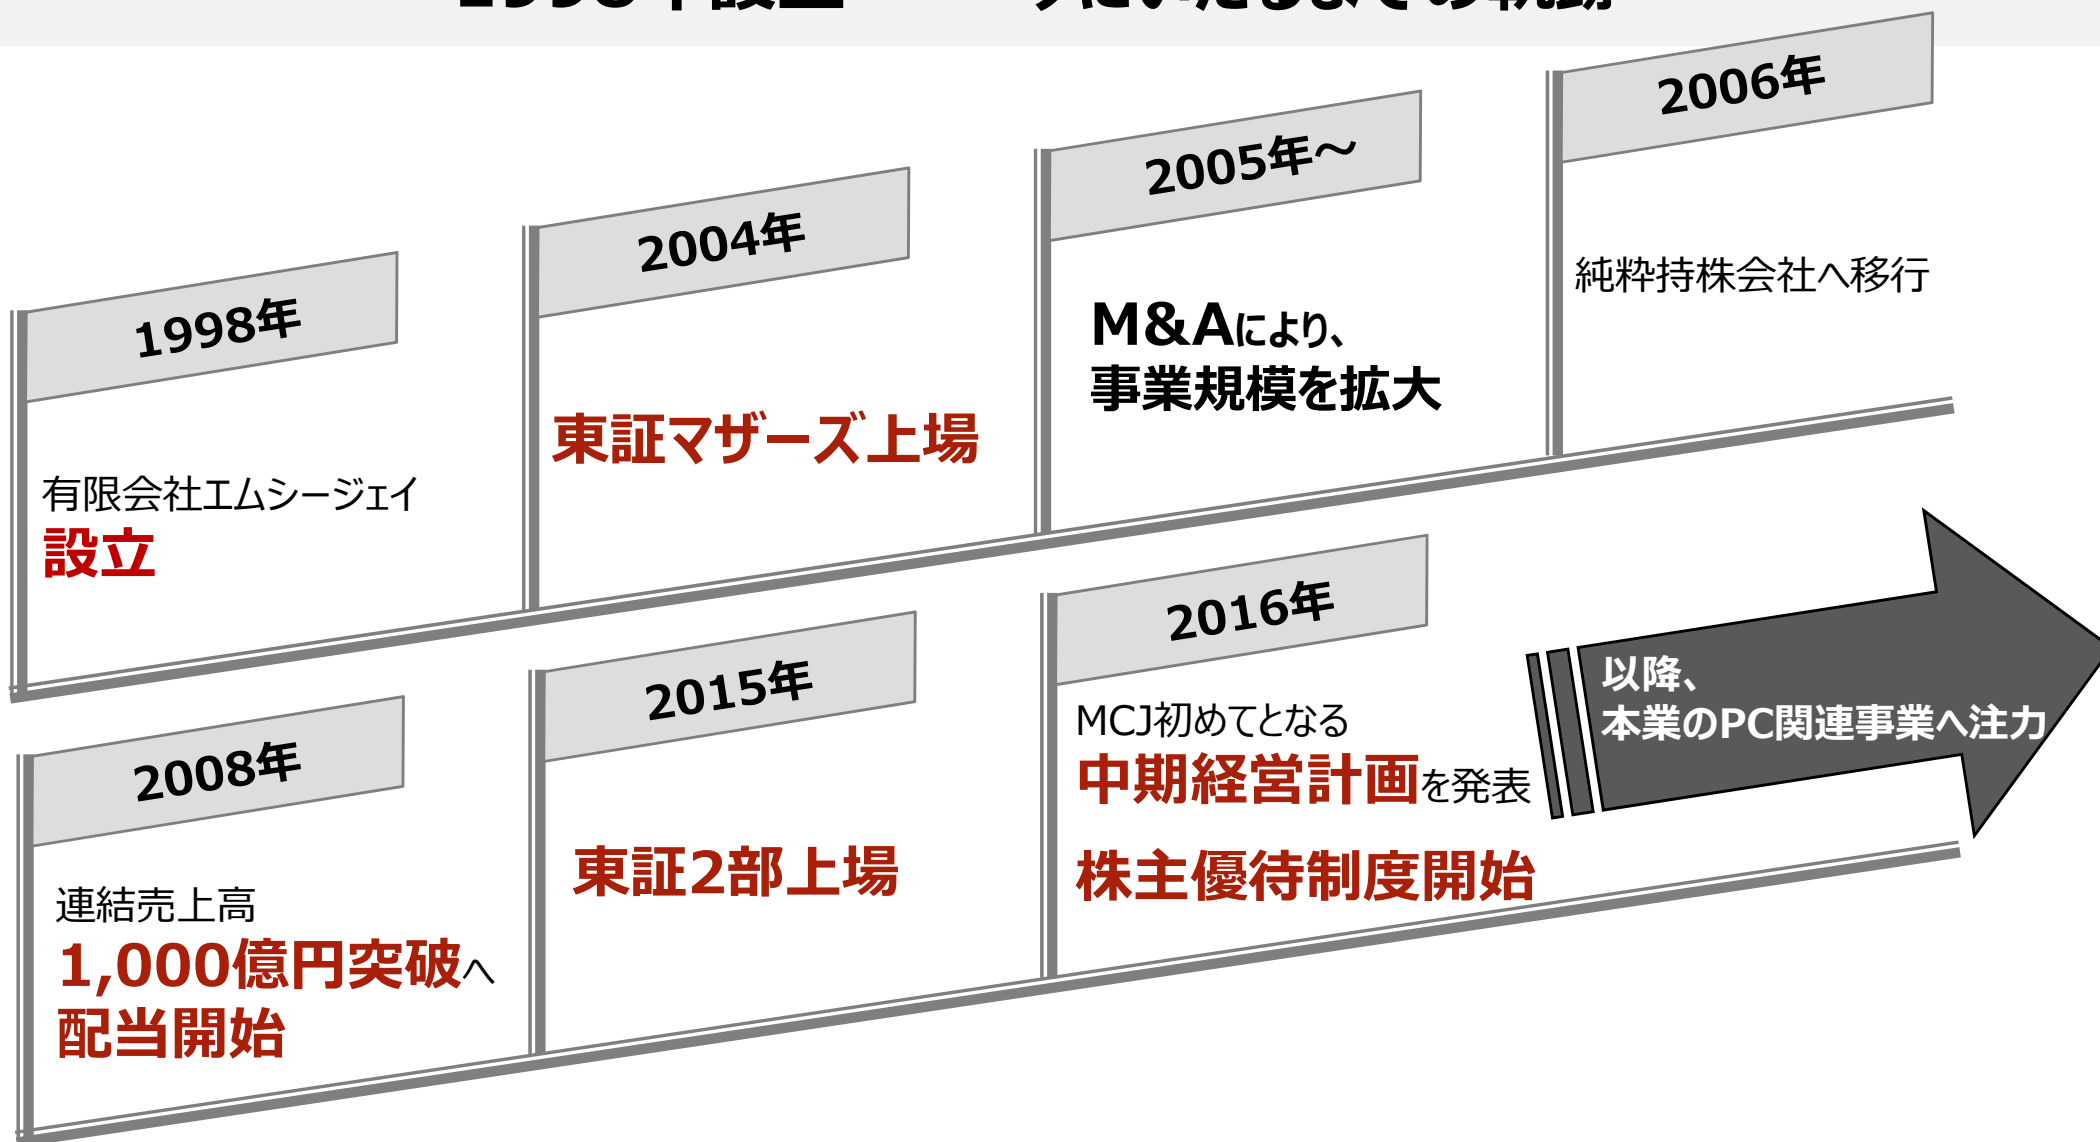 1998年
有限会社エムシージェイ
設立
2004年
東証マザーズ上場
2005年～
M&Aにより、
事業規模を拡大
2006年
純粋持株会社へ移行
2008年
連結売上高
1,000億円突破へ
配当開始
2015年
東証2部上場
2016年
MCJ初めてとなる
中期経営計画を発表
株主優待制度開始
以降、
本業のPC関連事業へ注力